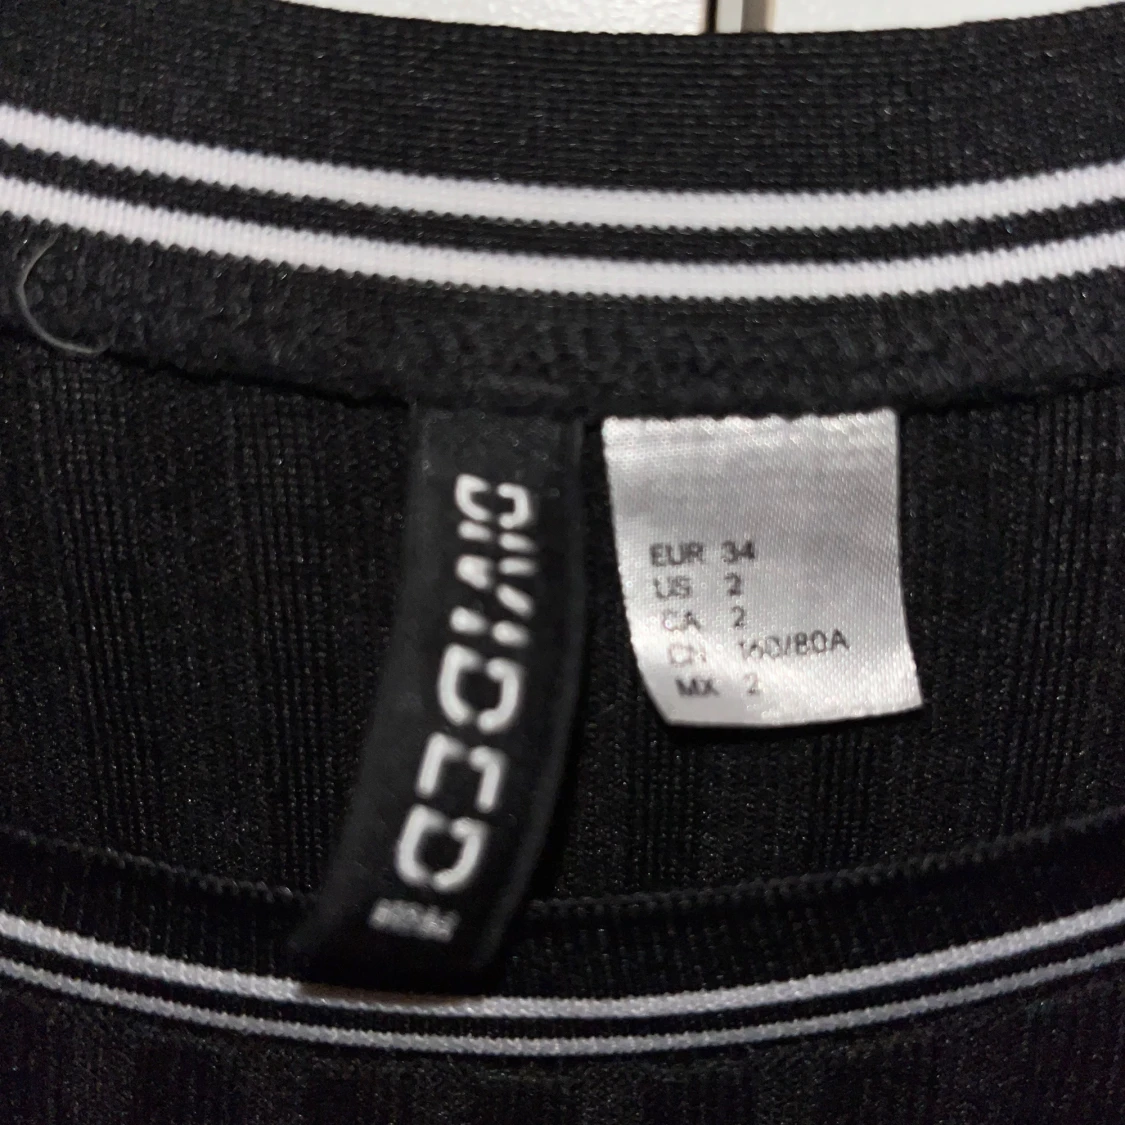 DIVIDED
H&M
EUR 34
US 2
CA 2
CN 160/80A
MX 2